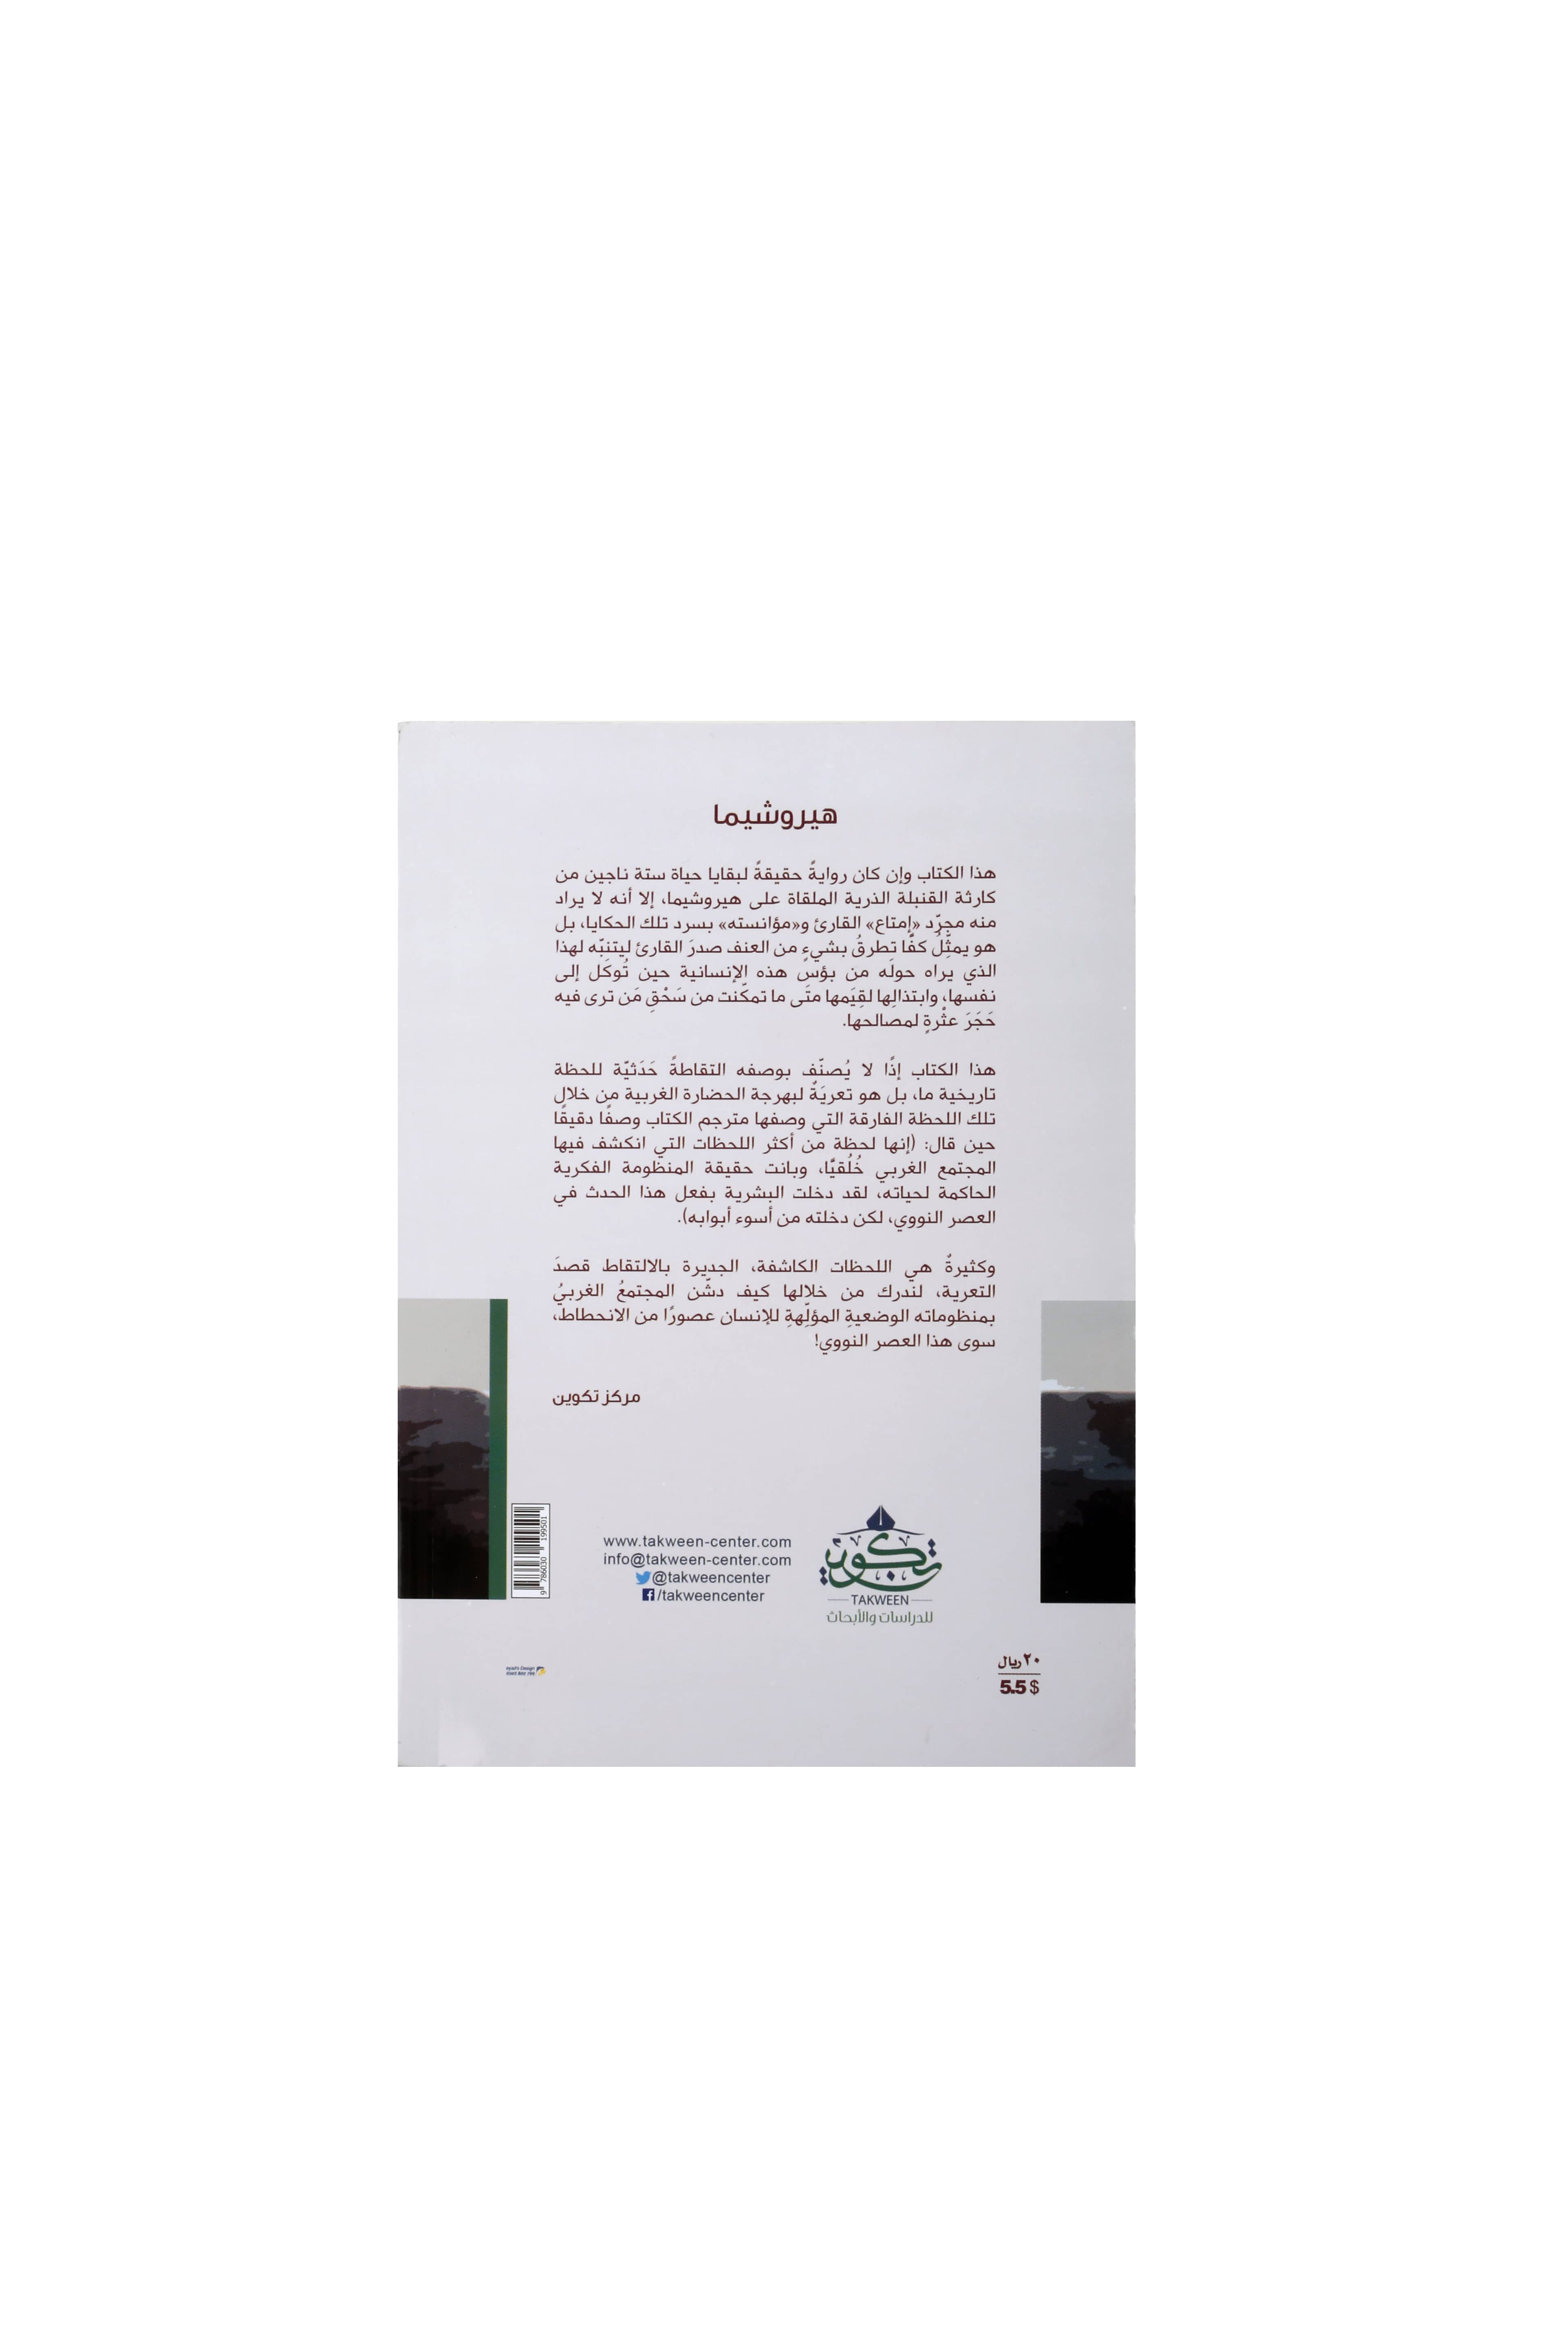 هيروشيما
هذا الكتاب وإن كان روايةً حقيقةً لبقايا حياة ستة ناجين من
كارثة القنبلة الذرية الملقاة على هيروشيما، إلا أنه لا يراد
منه مجرّد «إمتاع» القارئ و«مؤانسته» بسرد تلك الحكايا، بل
هو يمثّلُ كفًّا تطرقُ بشيءٍ من العنف صدرَ القارئ ليتنبّه لهذا
الذي يراه حولَه من بؤس هذه الإنسانية حين تُوكَل إلى
نفسها، وابتذالِها لقِيَمها متَى ما تمكّنت من سَحْقِ مَن ترى فيه
حَجَرَ عثْرةٍ لمصالحها.
هذا الكتاب إذًا لا يُصنّف بوصفه التقاطةً حَدَثيّة للحظة
تاريخية ما، بل هو تعريَةٌ لبهرجة الحضارة الغربية من خلال
تلك اللحظة الفارقة التي وصفها مترجم الكتاب وصفًا دقيقًا
حين قال: (إنها لحظة من أكثر اللحظات التي انكشف فيها
المجتمع الغربي خُلُقيًّا، وبانت حقيقة المنظومة الفكرية
الحاكمة لحياته، لقد دخلت البشرية بفعل هذا الحدث في
العصر النووي، لكن دخلته من أسوء أبوابه).
وكثيرةٌ هي اللحظات الكاشفة، الجديرة بالالتقاط قصدَ
التعرية، لندرك من خلالها كيف دشّن المجتمعُ الغربيُ
بمنظوماته الوضعيةِ المؤلّهةِ للإنسان عصورًا من الانحطاط،
سوى هذا العصر النووي!
مركز تكوين
تكوين
TAKWEEN
للدراسات والأبحاث
www.takween-center.com
info@takween-center.com
@takweencenter
/takweencenter
9 786030 199501
٢٠ ريال
5.5 $